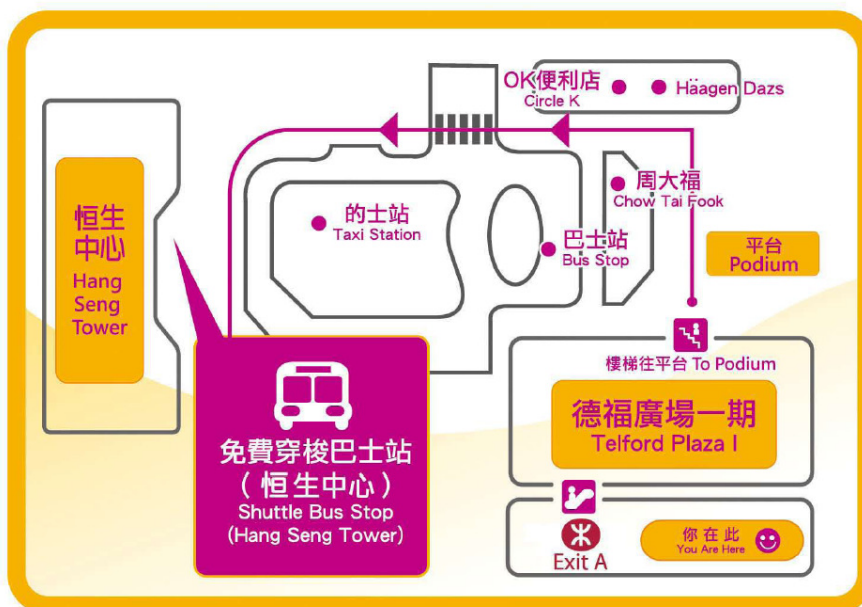 OK便利店
Circle K
Häagen Dazs
周大福
Chow Tai Fook
的士站
Taxi Station
巴士站
Bus Stop
平台
Podium
恒生
中心
Hang
Seng
Tower
樓梯往平台 To Podium
德福廣場一期
Telford Plaza I
免費穿梭巴士站
（恒生中心）
Shuttle Bus Stop
(Hang Seng Tower)
Exit A
你在此
You Are Here